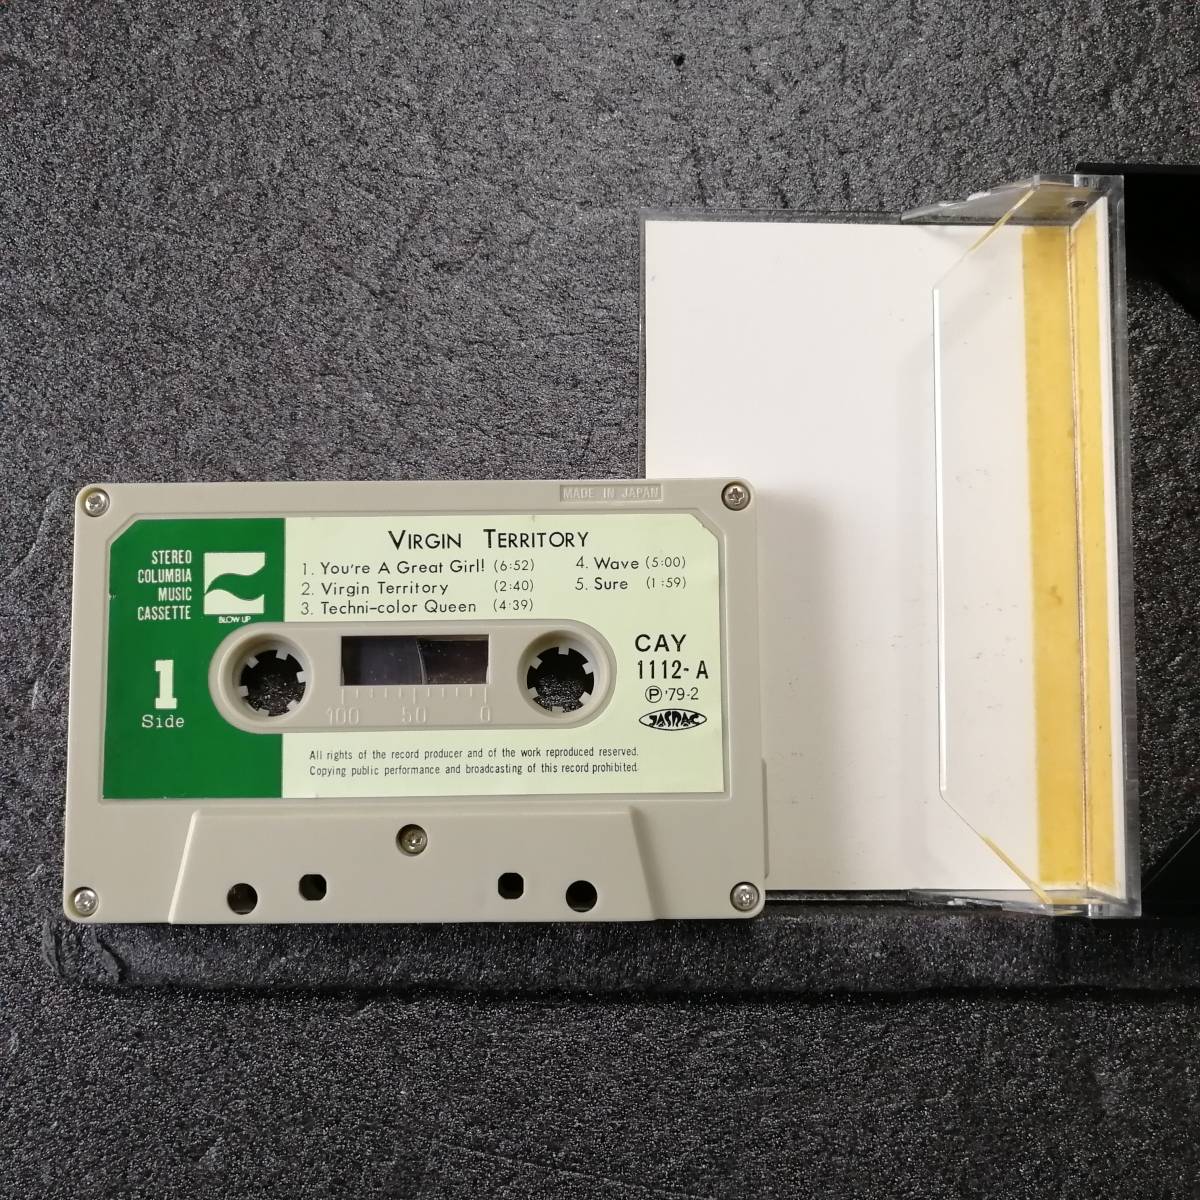 MADE IN JAPAN
VIRGIN TERRITORY
STEREO
COLUMBIA
MUSIC
CASSETTE
BLOW UP
1. You're A Great Girl! (6:52)
2. Virgin Territory (2:40)
3. Techni-color Queen (4:39)
4. Wave (5:00)
5. Sure (1:59)
1
Side
CAY
1112-A
Ⓟ'79-2
JASRAC
100 50 0
All rights of the record producer and of the work reproduced reserved.
Copying public performance and broadcasting of this record prohibited.